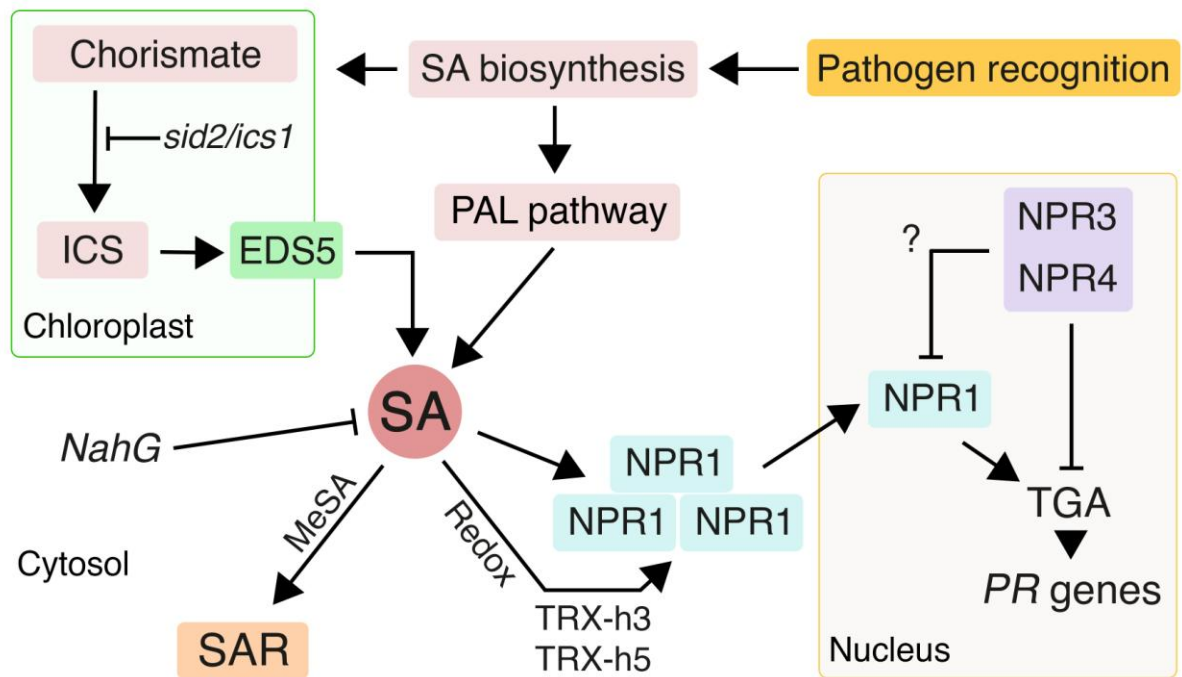 Chorismate
SA biosynthesis
Pathogen recognition
sid2/ics1
PAL pathway
NPR3
NPR4
?
ICS
EDS5
Chloroplast
SA
NPR1
NahG
NPR1
NPR1
NPR1
MeSA
Redox
TGA
Cytosol
PR genes
TRX-h3
TRX-h5
SAR
Nucleus